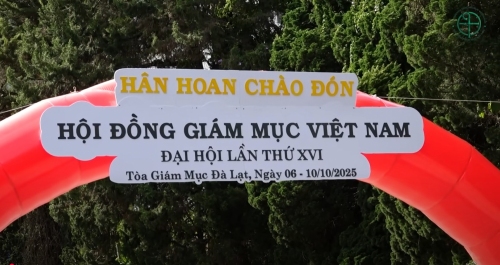 HÂN HOAN CHÀO ĐÓN
HỘI ĐỒNG GIÁM MỤC VIỆT NAM
ĐẠI HỘI LẦN THỨ XVI
Tòa Giám Mục Đà Lạt, Ngày 06 - 10/10/2025